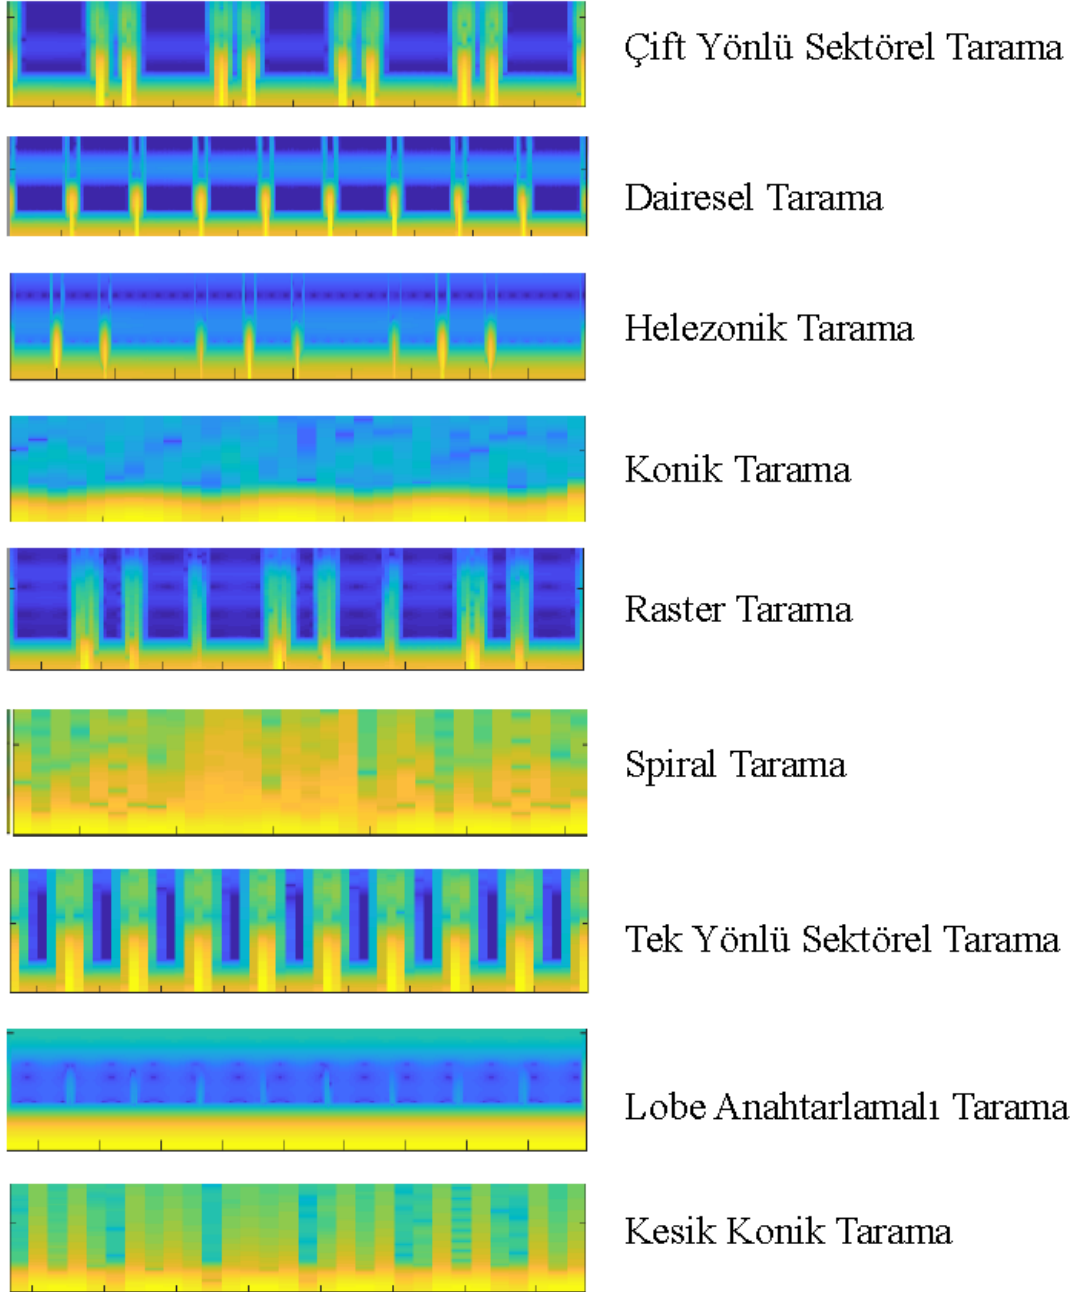 Çift Yönlü Sektörel Tarama
Dairesel Tarama
Helezonik Tarama
Konik Tarama
Raster Tarama
Spiral Tarama
Tek Yönlü Sektörel Tarama
Lobe Anahtarlamalı Tarama
Kesik Konik Tarama